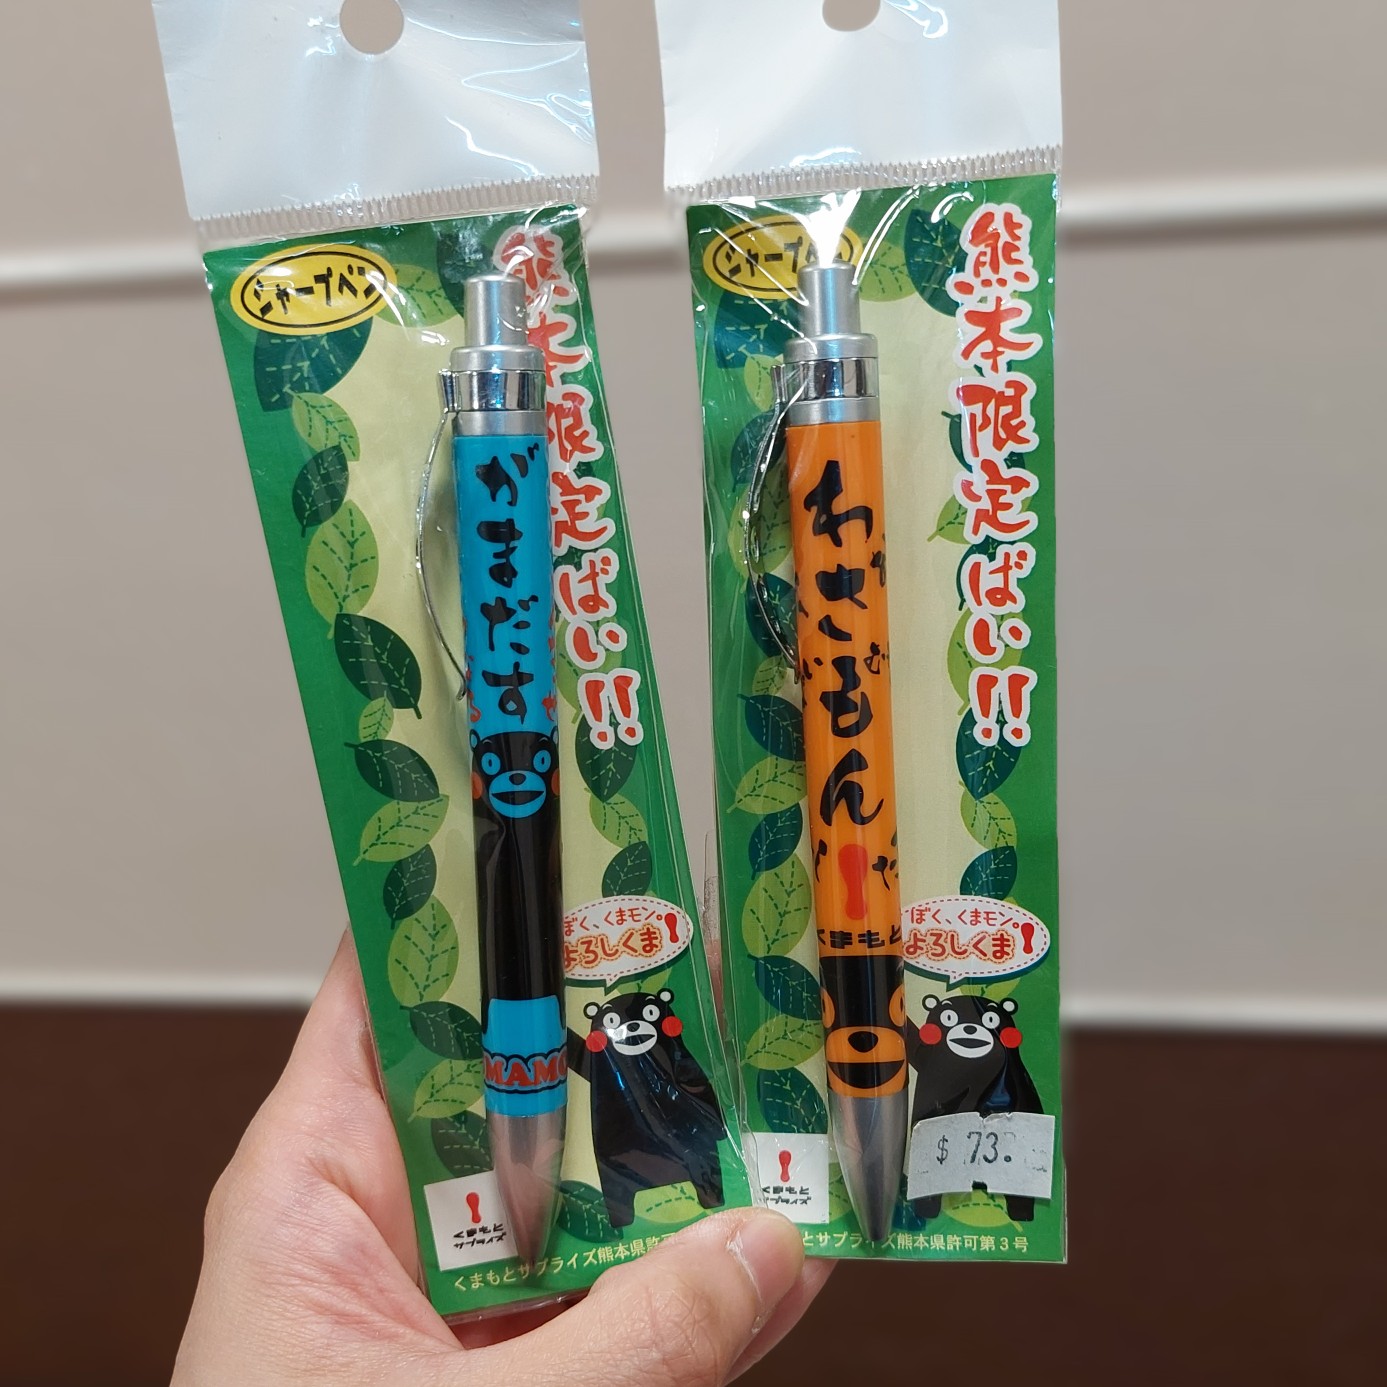 シャープペン
熊本限定ばい!!
がまだす
MAMO
ぼく、くまモン。
よろしくま!
くまもと
サプライズ
くまもとサプライズ熊本県許
シャープペン
熊本限定ばい!!
わさもん
くまもと
ぼく、くまモン。
よろしくま!
$ 73.
くまもと
サプライズ
とサプライズ熊本県許可第3号